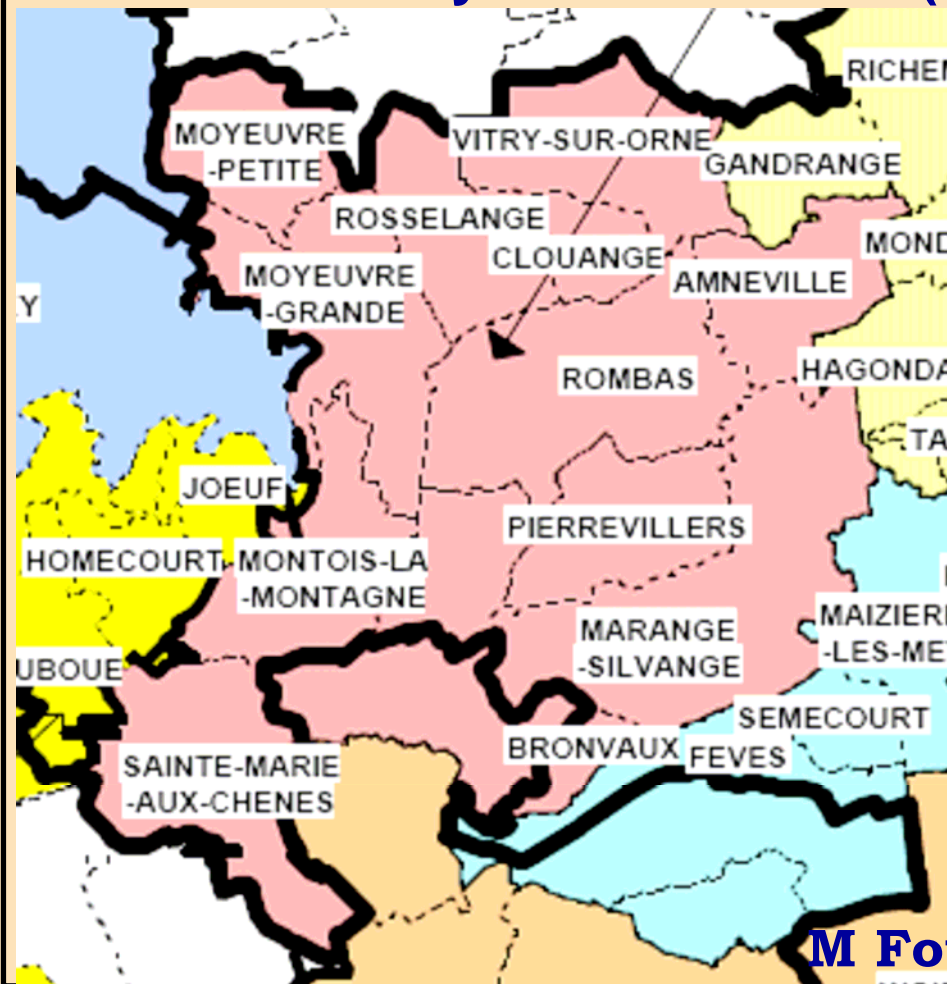 RICHEM
MOYEUVRE
-PETITE
VITRY-SUR-ORNE
GANDRANGE
ROSSELANGE
CLOUANGE
MOND
MOYEUVRE
-GRANDE
AMNEVILLE
Y
ROMBAS
HAGONDA
TA
JOEUF
PIERREVILLERS
HOMECOURT
MONTOIS-LA
-MONTAGNE
MARANGE
-SILVANGE
MAIZIER
-LES-ME
UBOUE
SEMECOURT
BRONVAUX
FEVES
SAINTE-MARIE
-AUX-CHENES
M Fo